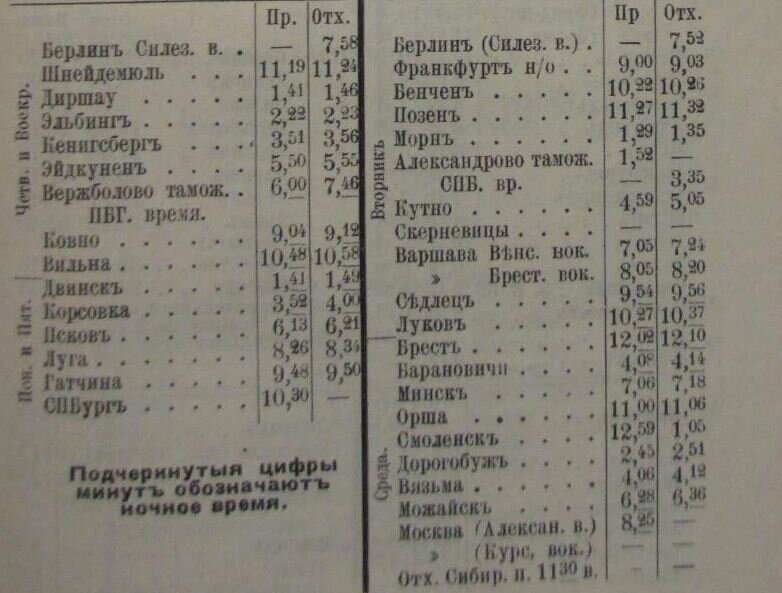 Пр. Отх.
Берлинъ Силез. в. . — 7,58
Шнейдемюль . . . 11,19 11,24
Диршау . . . . . 1,41 1,46
Эльбингъ . . . . 2,22 2,23
Кенигсбергъ . . . 3,51 3,56
Эйдкуненъ . . . . 5,50 5,55
Вержболово тамож. . 6,00 7,46
ПБГ. время.
Ковно . . . . . . 9,04 9,12
Вильна . . . . . . 10,48 10,58
Двинскъ . . . . . 1,41 1,49
Корсовка . . . . 3,52 4,00
Псковъ . . . . . 6,13 6,21
Луга . . . . . . 8,26 8,34
Гатчина . . . . . 9,48 9,50
СПБургъ . . . . . 10,30 —
Четв. и Воскр.
Пон. и Пят.
Подчеринутыя цифры
минутъ обозначаютъ
ночное время.
Пр Отх.
Берлинъ (Силез. в.) . — 7,52
Франкфуртъ н/о . . 9,00 9,03
Бенченъ . . . . . 10,22 10,26
Позенъ . . . . . 11,27 11,32
Морнъ . . . . . 1,29 1,35
Александрово тамож. 1,52 —
СПБ. вр. — 3,35
Кутно . . . . . . 4,59 5,05
Скерневицы . . . . — —
Варшава Вѣнс. вок. 7,05 7,24
» Брест. вок. 8,05 8,20
Сѣдлецъ . . . . . 9,54 9,56
Луковъ . . . . . 10,27 10,37
Брестъ . . . . . 12,02 12,10
Барановичи . . . . 4,08 4,14
Минскъ . . . . . 7,06 7,18
Орша . . . . . . 11,00 11,06
Смоленскъ . . . . 12,59 1,05
Дорогобужъ . . . . 2,45 2,51
Вязьма . . . . . 4,06 4,12
Можайскъ . . . . 6,28 6,36
Москва (Алексан. в.) 8,25 —
» (Курс. вок.) — —
Отх. Сибир. п. 11³⁰ в. — —
Вторникъ
Среда.